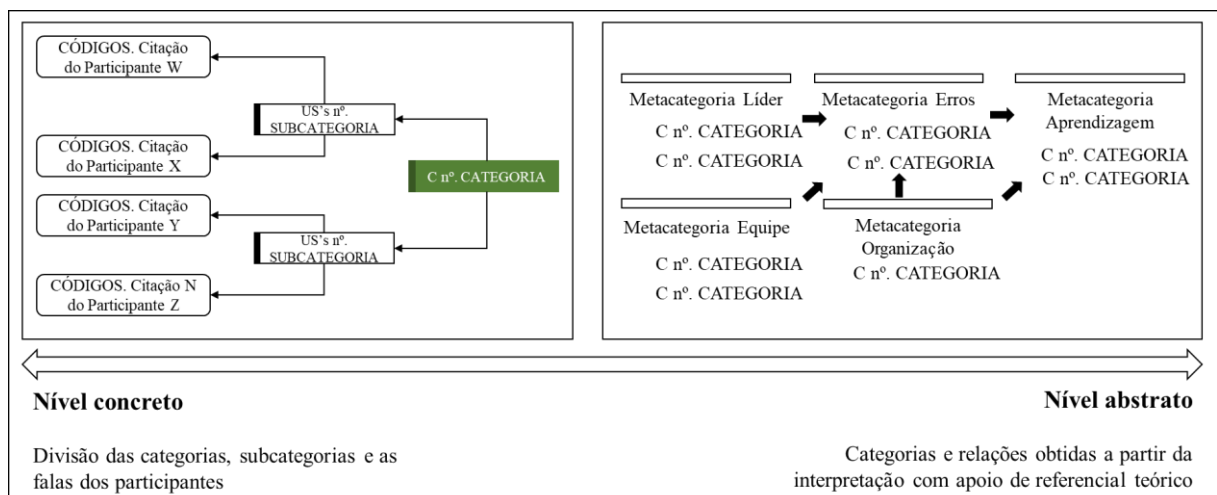 CÓDIGOS. Citação
do Participante W
CÓDIGOS. Citação
do Participante X
CÓDIGOS. Citação
do Participante Y
CÓDIGOS. Citação N
do Participante Z
US's nº.
SUBCATEGORIA
US's nº.
SUBCATEGORIA
C nº. CATEGORIA
Metacategoria Líder
C nº. CATEGORIA
C nº. CATEGORIA
Metacategoria Erros
C nº. CATEGORIA
C nº. CATEGORIA
Metacategoria
Aprendizagem
C nº. CATEGORIA
C nº. CATEGORIA
Metacategoria Equipe
C nº. CATEGORIA
C nº. CATEGORIA
Metacategoria
Organização
C nº. CATEGORIA
Nível concreto
Divisão das categorias, subcategorias e as
falas dos participantes
Nível abstrato
Categorias e relações obtidas a partir da
interpretação com apoio de referencial teórico